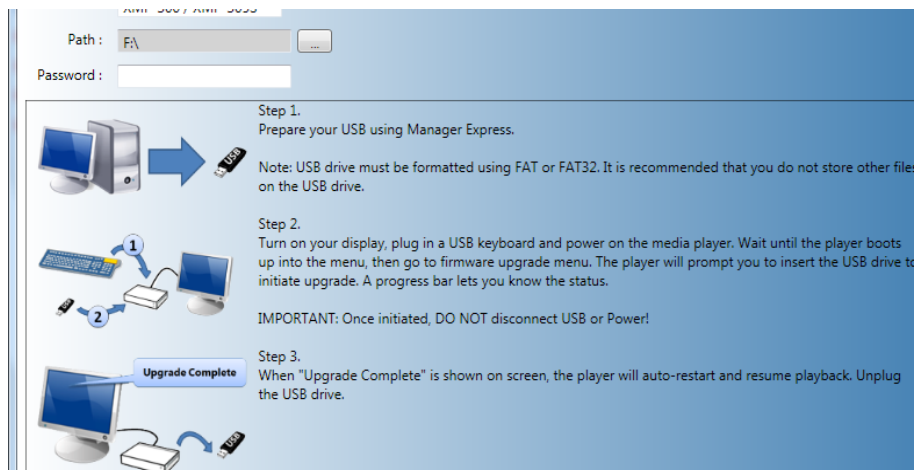 Path :
F:\
...
Password :
Step 1.
Prepare your USB using Manager Express.
USB
Note: USB drive must be formatted using FAT or FAT32. It is recommended that you do not store other files
on the USB drive.
Step 2.
Turn on your display, plug in a USB keyboard and power on the media player. Wait until the player boots
1
up into the menu, then go to firmware upgrade menu. The player will prompt you to insert the USB drive to
initiate upgrade. A progress bar lets you know the status.
2
IMPORTANT: Once initiated, DO NOT disconnect USB or Power!
Step 3.
Upgrade Complete
When "Upgrade Complete" is shown on screen, the player will auto-restart and resume playback. Unplug
the USB drive.
USB